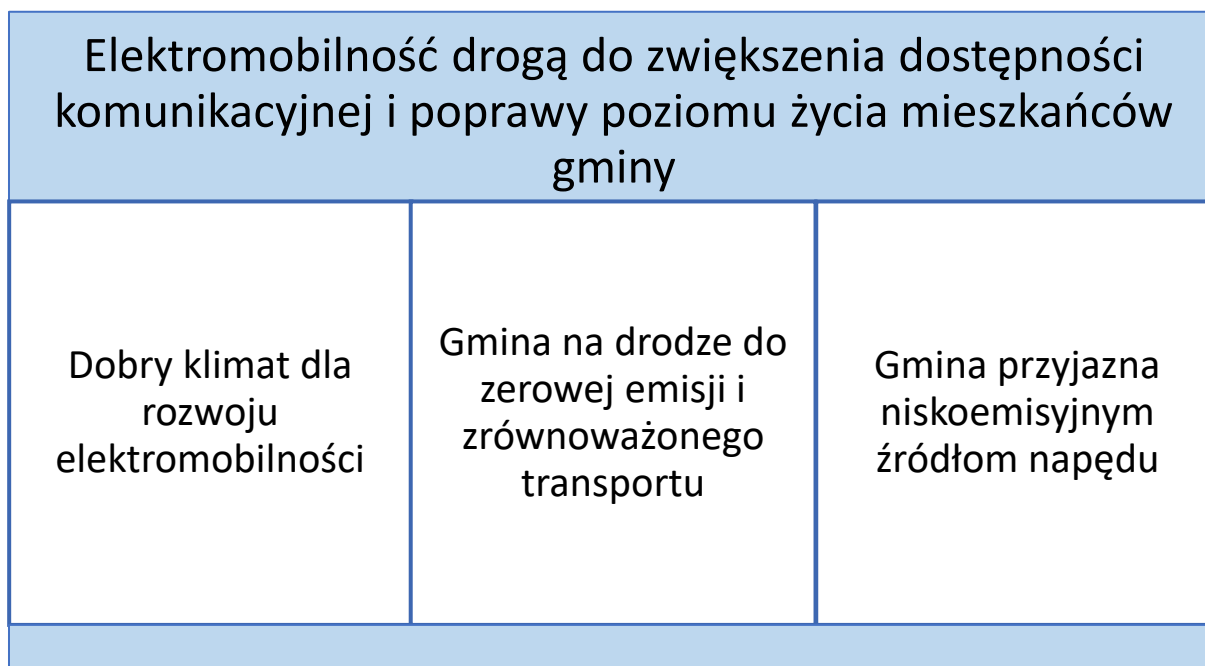 Elektromobilność drogą do zwiększenia dostępności
komunikacyjnej i poprawy poziomu życia mieszkańców
gminy
Dobry klimat dla
rozwoju
elektromobilności
Gmina na drodze do
zerowej emisji i
zrównoważonego
transportu
Gmina przyjazna
niskoemisyjnym
źródłom napędu